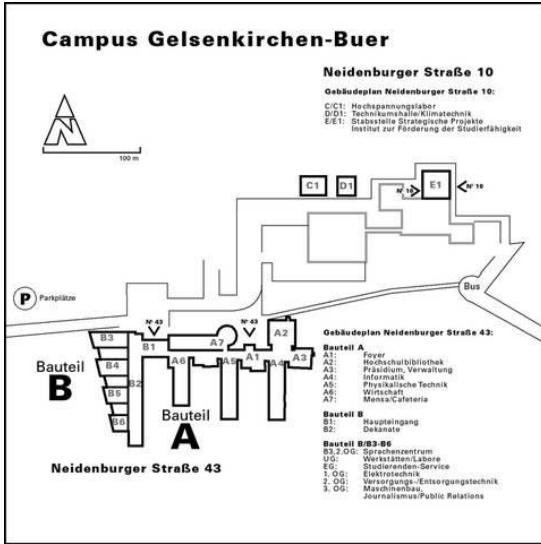 Campus Gelsenkirchen-Buer
Neidenburger Straße 10
Gebäudeplan Neidenburger Straße 10:
C/C1: Hochspannungslabor
D/D1: Technikumshalle/Klimatechnik
E/E1: Stabsstelle Strategische Projekte
Institut zur Förderung der Studierfähigkeit
N
100 m
C1
D1
N° 10
E1
N° 10
Bus
P Parkplätze
N° 43
N° 43
B3
B1
A7
A2
B4
B2
A6
A5
A1
A4
A3
B5
B6
Bauteil
B
Bauteil
A
Neidenburger Straße 43
Gebäudeplan Neidenburger Straße 43:
Bauteil A
A1: Foyer
A2: Hochschulbibliothek
A3: Präsidium, Verwaltung
A4: Informatik
A5: Physikalische Technik
A6: Wirtschaft
A7: Mensa/Cafeteria
Bauteil B
B1: Haupteingang
B2: Dekanate
Bauteil B/B3-B6
B3,2.OG: Sprachenzentrum
UG: Werkstätten/Labore
EG: Studierenden-Service
1. OG: Elektrotechnik
2. OG: Versorgungs-/Entsorgungstechnik
3. OG: Maschinenbau,
Journalismus/Public Relations